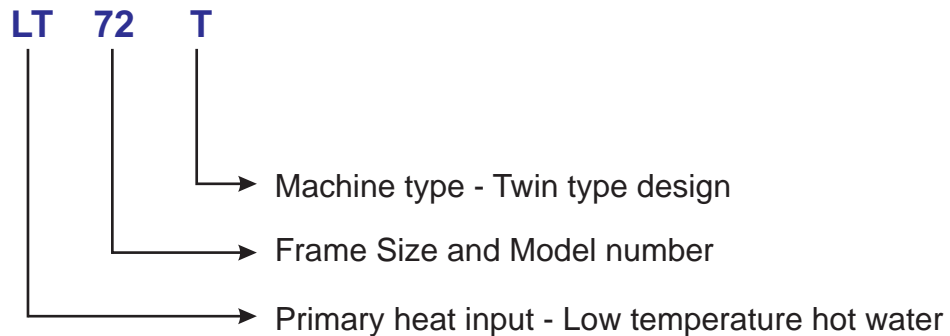 LT 72 T
Machine type - Twin type design
Frame Size and Model number
Primary heat input - Low temperature hot water